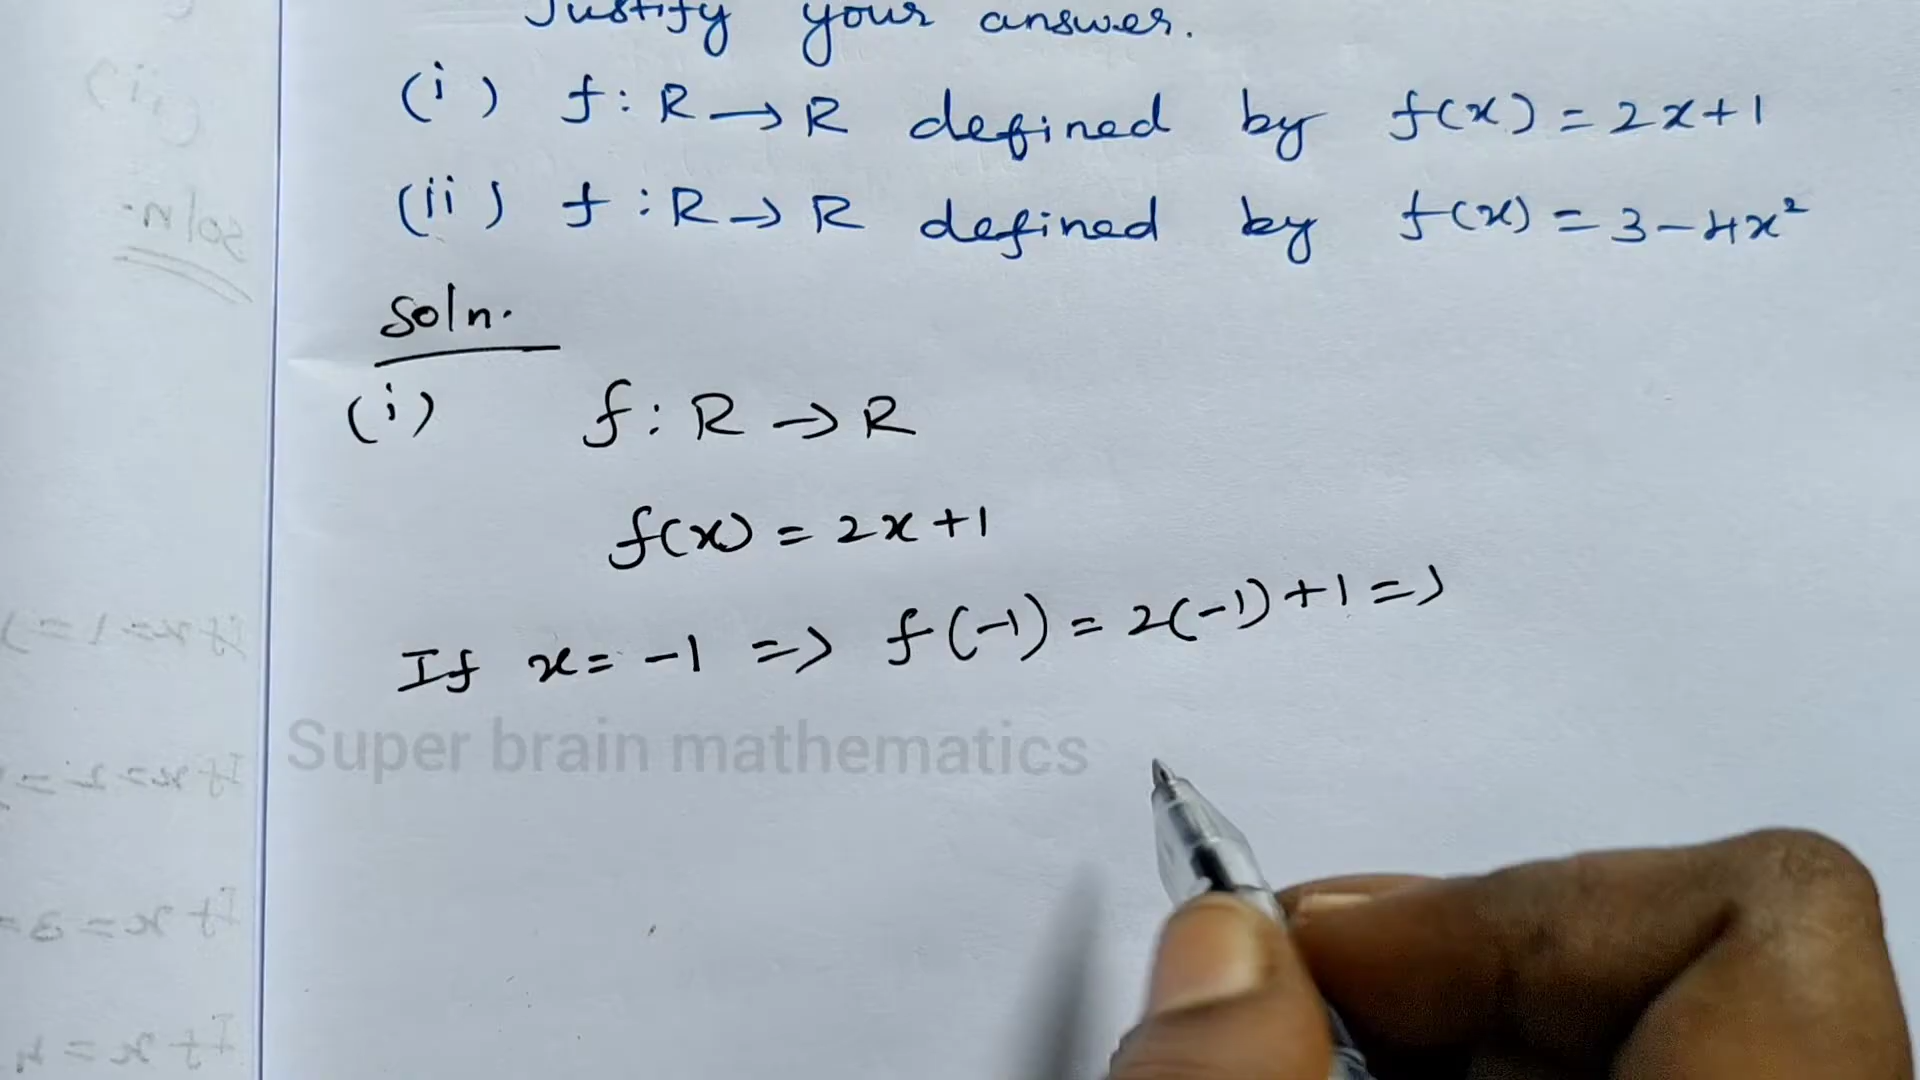 Justify your answer.
(i) f : R → R defined by f(x) = 2x+1
(ii) f : R → R defined by f(x) = 3-4x²
Soln.
(i) f : R → R
f(x) = 2x+1
If x = -1 => f(-1) = 2(-1)+1 =>
Super brain mathematics